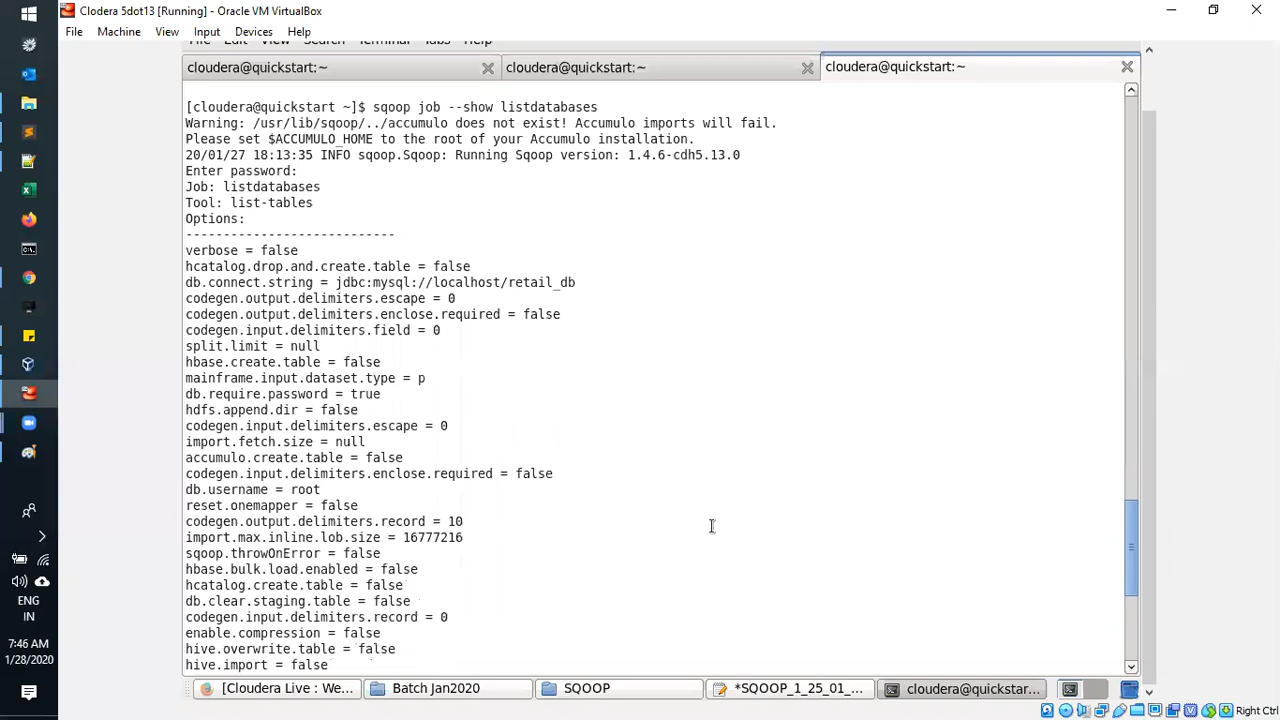 Clodera 5dot13 [Running] - Oracle VM VirtualBox
File Machine View Input Devices Help
File Edit View Search Terminal Tabs Help
cloudera@quickstart:~ cloudera@quickstart:~ cloudera@quickstart:~
[cloudera@quickstart ~]$ sqoop job --show listdatabases
Warning: /usr/lib/sqoop/../accumulo does not exist! Accumulo imports will fail.
Please set $ACCUMULO_HOME to the root of your Accumulo installation.
20/01/27 18:13:35 INFO sqoop.Sqoop: Running Sqoop version: 1.4.6-cdh5.13.0
Enter password:
Job: listdatabases
Tool: list-tables
Options:
----------------------------
verbose = false
hcatalog.drop.and.create.table = false
db.connect.string = jdbc:mysql://localhost/retail_db
codegen.output.delimiters.escape = 0
codegen.output.delimiters.enclose.required = false
codegen.input.delimiters.field = 0
split.limit = null
hbase.create.table = false
mainframe.input.dataset.type = p
db.require.password = true
hdfs.append.dir = false
codegen.input.delimiters.escape = 0
import.fetch.size = null
accumulo.create.table = false
codegen.input.delimiters.enclose.required = false
db.username = root
reset.onemapper = false
codegen.output.delimiters.record = 10
import.max.inline.lob.size = 16777216
sqoop.throwOnError = false
hbase.bulk.load.enabled = false
hcatalog.create.table = false
db.clear.staging.table = false
codegen.input.delimiters.record = 0
enable.compression = false
hive.overwrite.table = false
hive.import = false
ENG
IN
7:46 AM
1/28/2020
[Cloudera Live : We... BatchJan2020 SQOOP *SQOOP_1_25_01_... cloudera@quickstar...
Right Ctrl